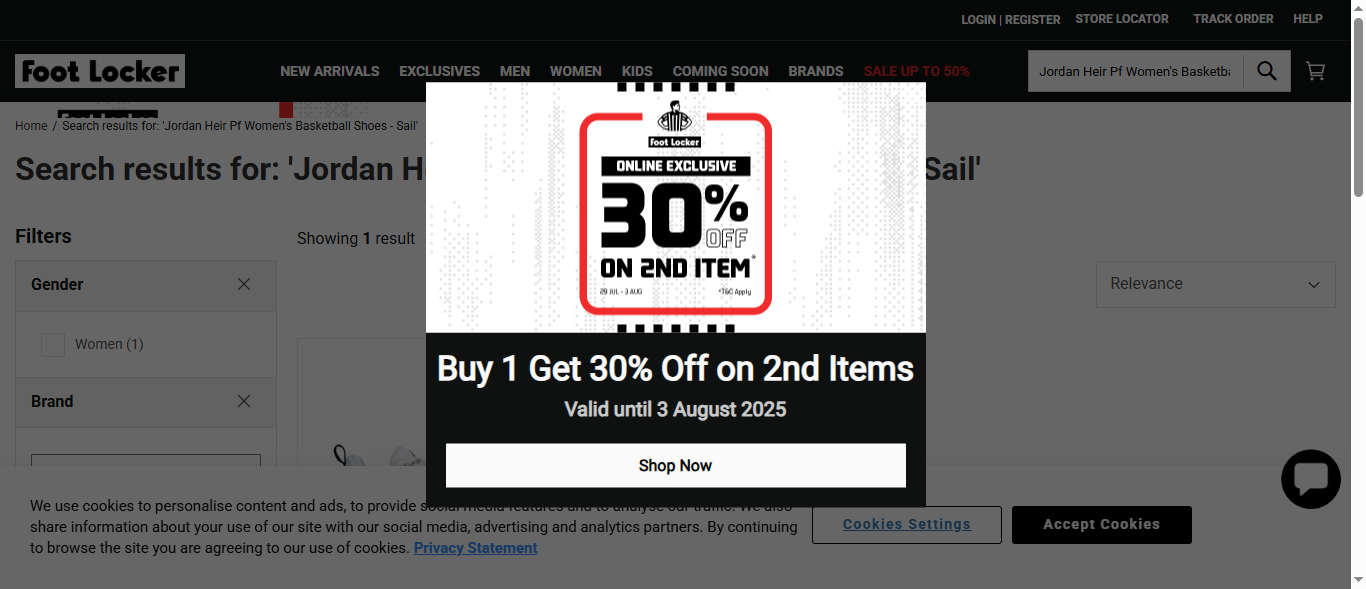 LOGIN | REGISTER STORE LOCATOR TRACK ORDER HELP
Foot Locker NEW ARRIVALS EXCLUSIVES MEN WOMEN KIDS COMING SOON BRANDS SALE UP TO 50% Jordan Heir Pf Women's Basketb
Home / Search results for: 'Jordan Heir Pf Women's Basketball Shoes - Sail'
Search results for: 'Jordan H Sail'
Filters
Showing 1 result
Gender
Relevance
Women (1)
Brand
Foot Locker
ONLINE EXCLUSIVE
30% OFF
ON 2ND ITEM*
29 JUL - 3 AUG *T&C Apply
Buy 1 Get 30% Off on 2nd Items
Valid until 3 August 2025
Shop Now
We use cookies to personalise content and ads, to provide social media features and to analyse our traffic. We also
share information about your use of our site with our social media, advertising and analytics partners. By continuing
to browse the site you are agreeing to our use of cookies. Privacy Statement
Cookies Settings
Accept Cookies